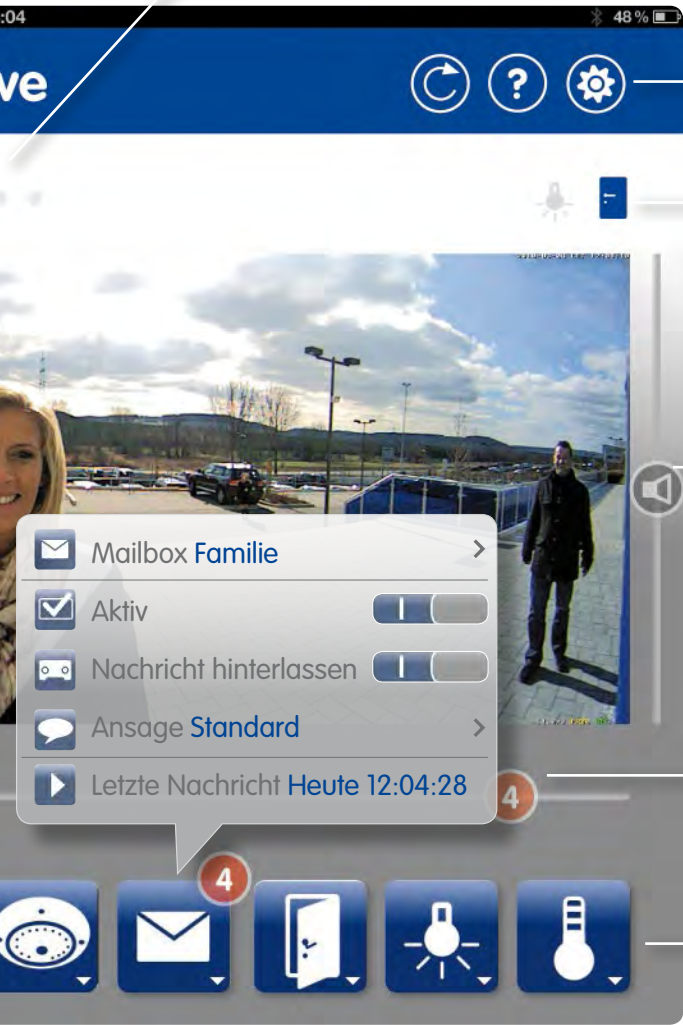 :04
48 %
ve
?
Mailbox Familie
Aktiv
Nachricht hinterlassen
Ansage Standard
Letzte Nachricht Heute 12:04:28
4
4